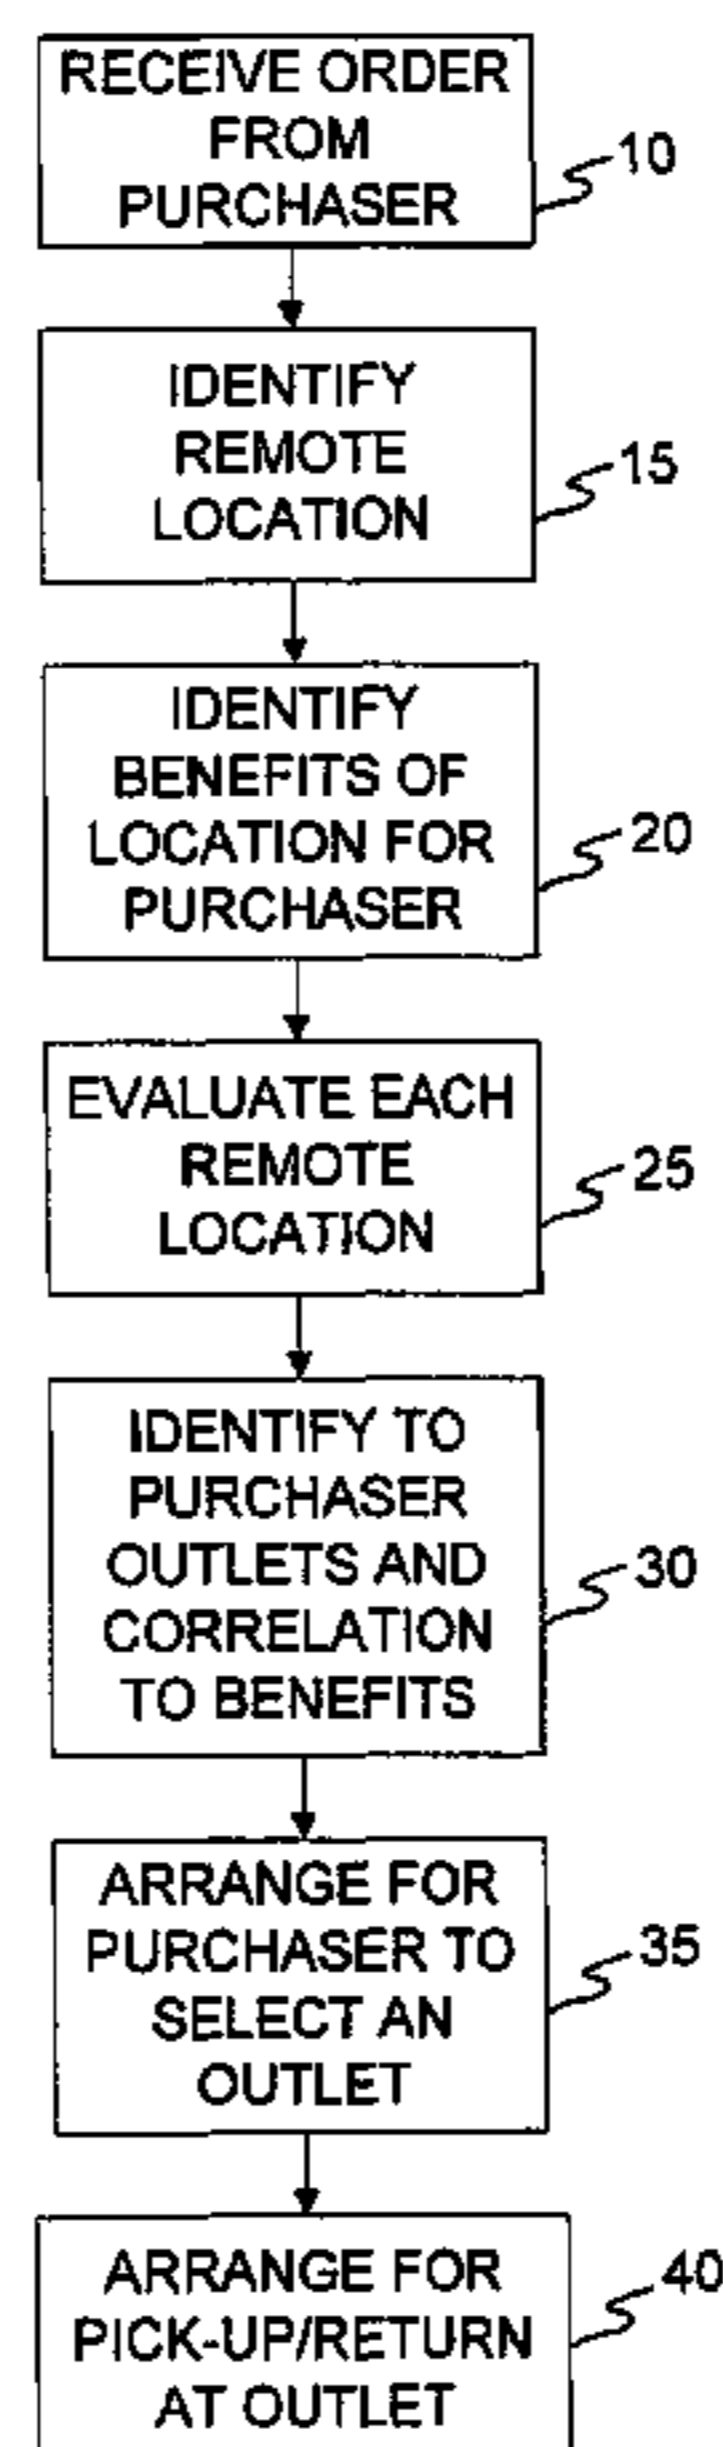 RECEIVE ORDER
FROM
PURCHASER
10
IDENTIFY
REMOTE
LOCATION
15
IDENTIFY
BENEFITS OF
LOCATION FOR
PURCHASER
20
EVALUATE EACH
REMOTE
LOCATION
25
IDENTIFY TO
PURCHASER
OUTLETS AND
CORRELATION
TO BENEFITS
30
ARRANGE FOR
PURCHASER TO
SELECT AN
OUTLET
35
ARRANGE FOR
PICK-UP/RETURN
AT OUTLET
40